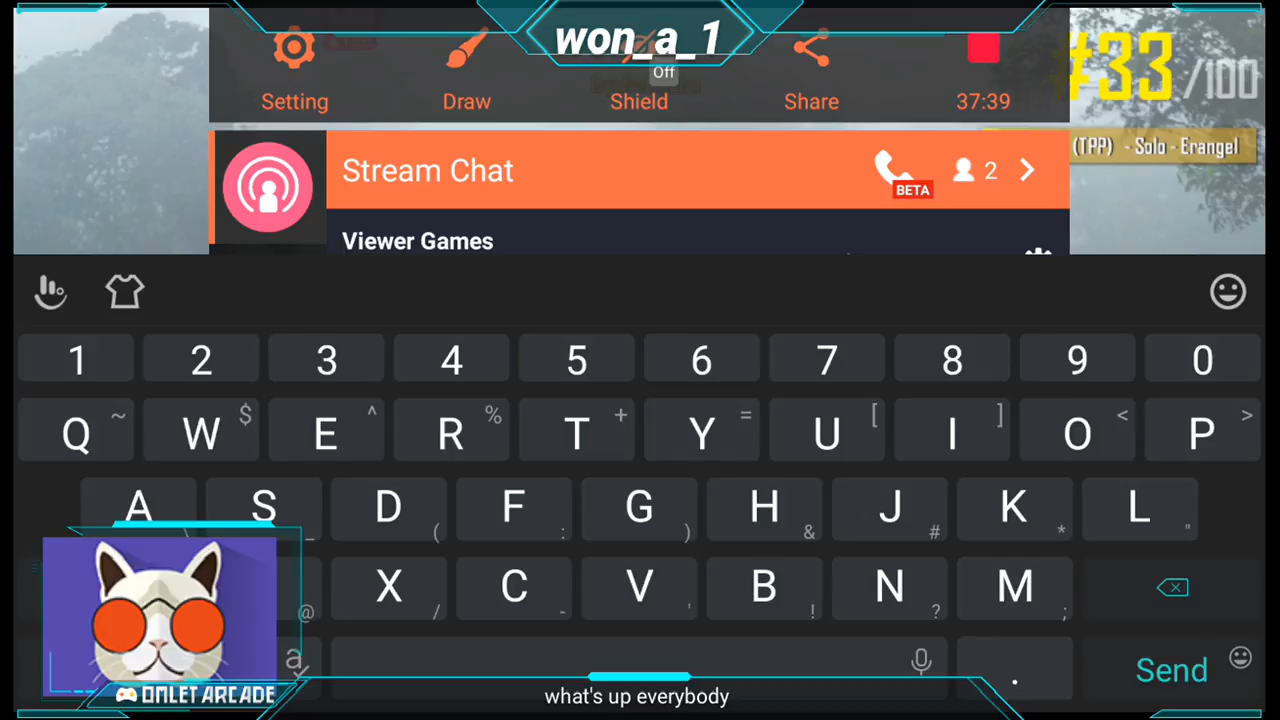 won_a_1
Off
Setting
Draw
Shield
Share
37:39
#33/100
(TPP) - Solo - Erangel
Stream Chat
BETA
2
Viewer Games
1 2 3 4 5 6 7 8 9 0
Q ~ W $ E ^ R % T + Y = U [ I ] O < P >
A \ S _ D ( F : G ) H & J # K * L "
@ X / C - V ' B ! N ? M ;
a . Send
OMLET ARCADE
what's up everybody